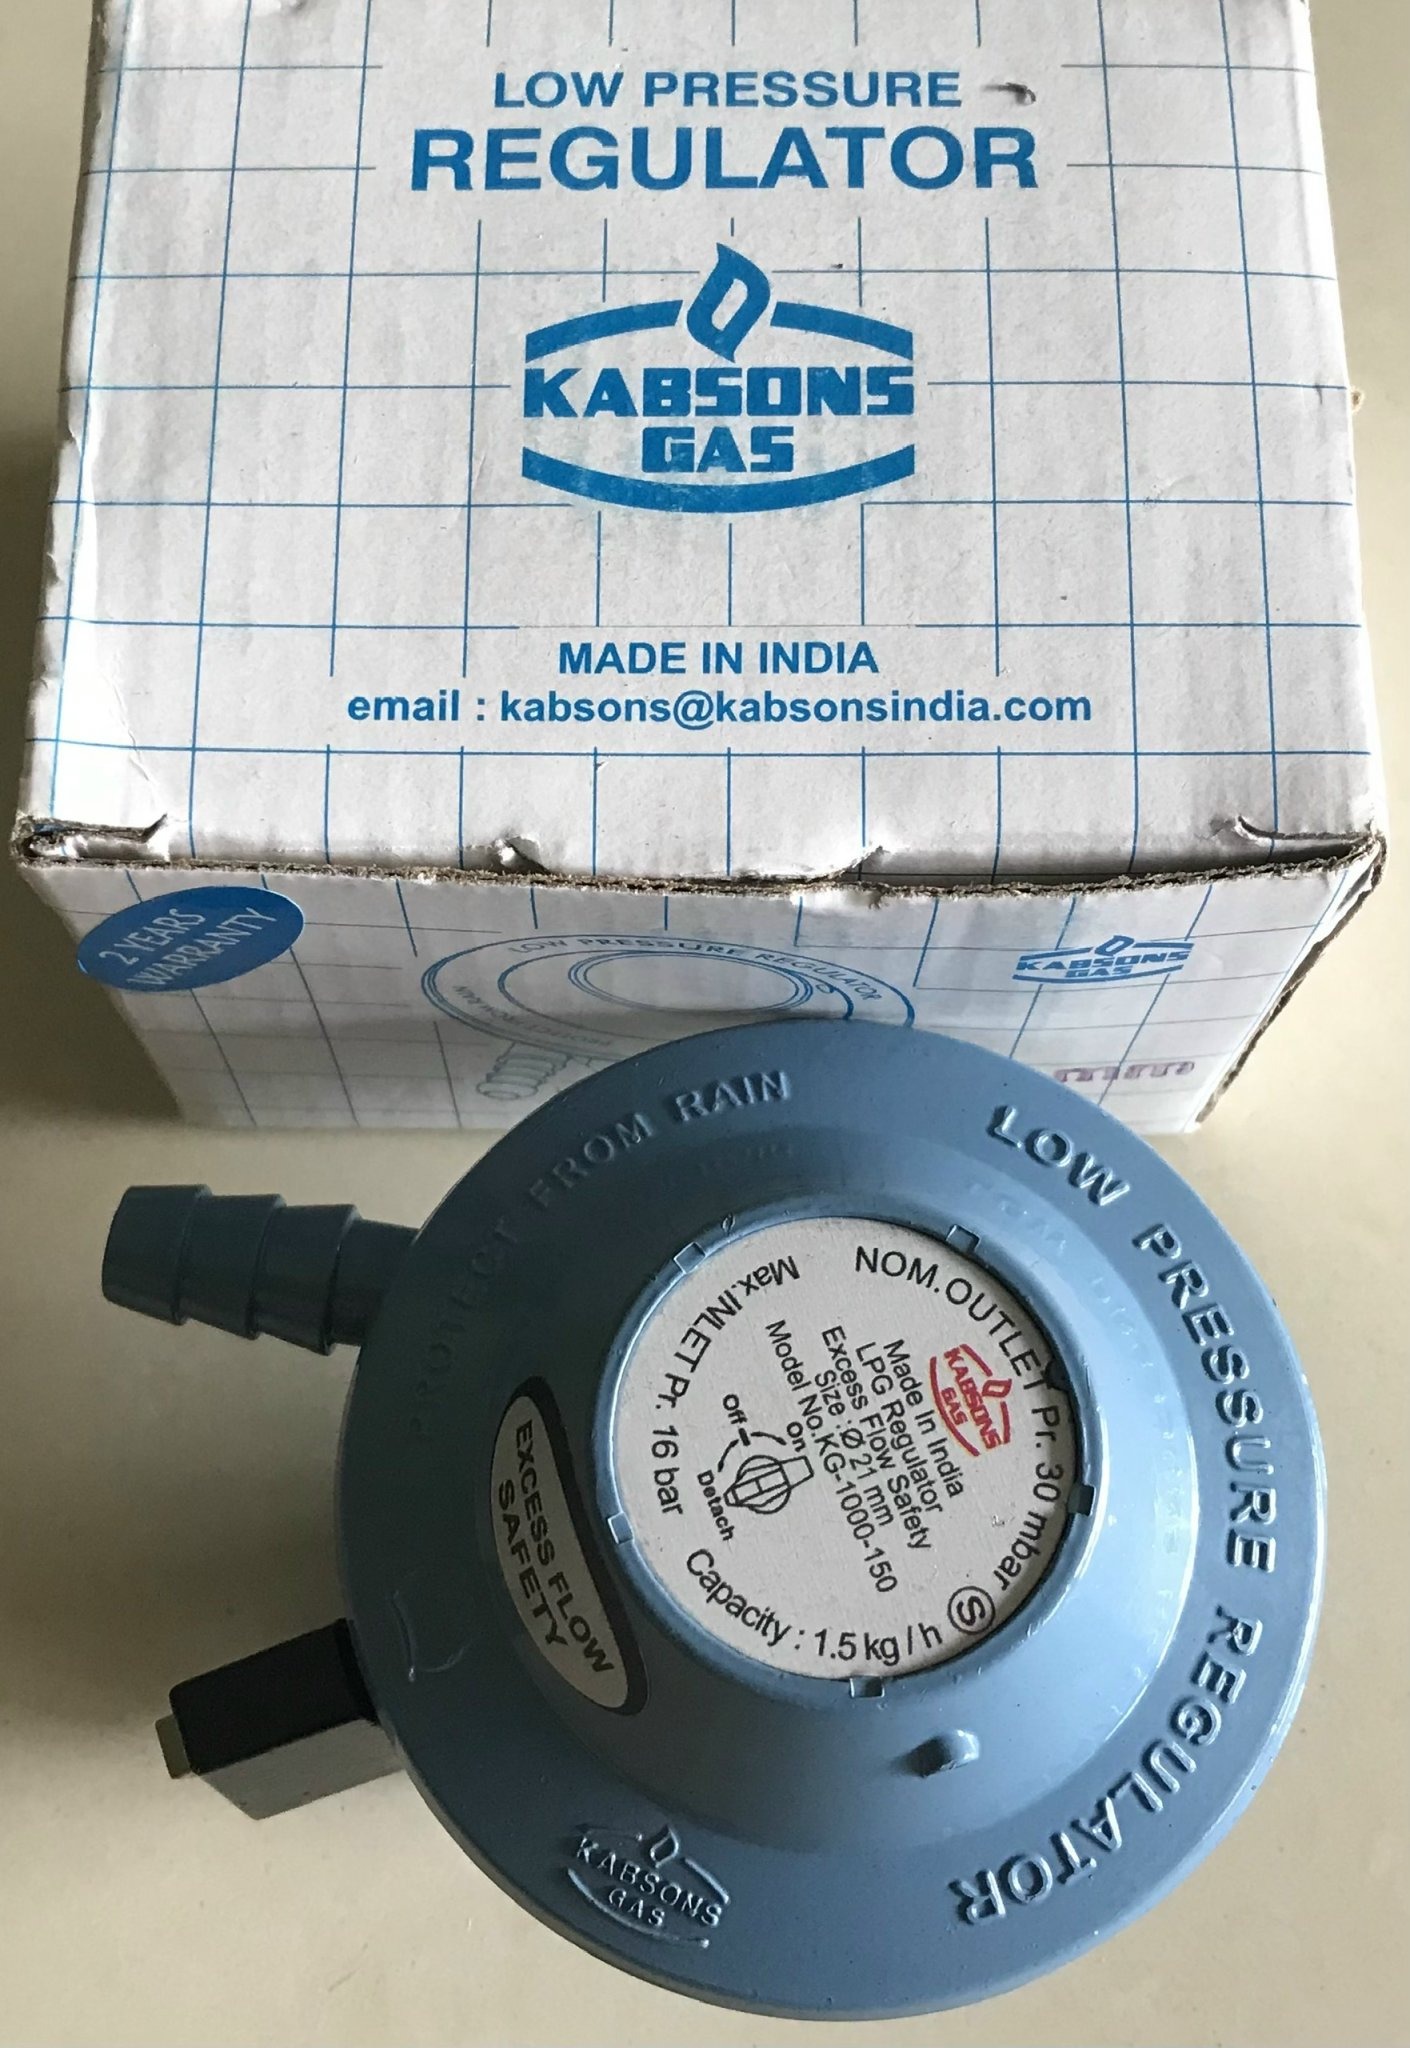 LOW PRESSURE
REGULATOR
KABSONS
GAS
MADE IN INDIA
email : kabsons@kabsonsindia.com
2 YEARS
WARRANTY
LOW PRESSURE REGULATOR
KABSONS
GAS
PROTECT FROM RAIN
LOW PRESSURE REGULATOR
NOM.OUTLET Pr. 30 mbar
Max.INLET Pr. 16 bar
KABSONS
GAS
Made In India
LPG Regulator
Excess Flow Safety
Size : Ø 21 mm
Model No.KG-1000-150
Off
On
Detach
Capacity : 1.5 kg / h
S
EXCESS FLOW
SAFETY
KABSONS
GAS